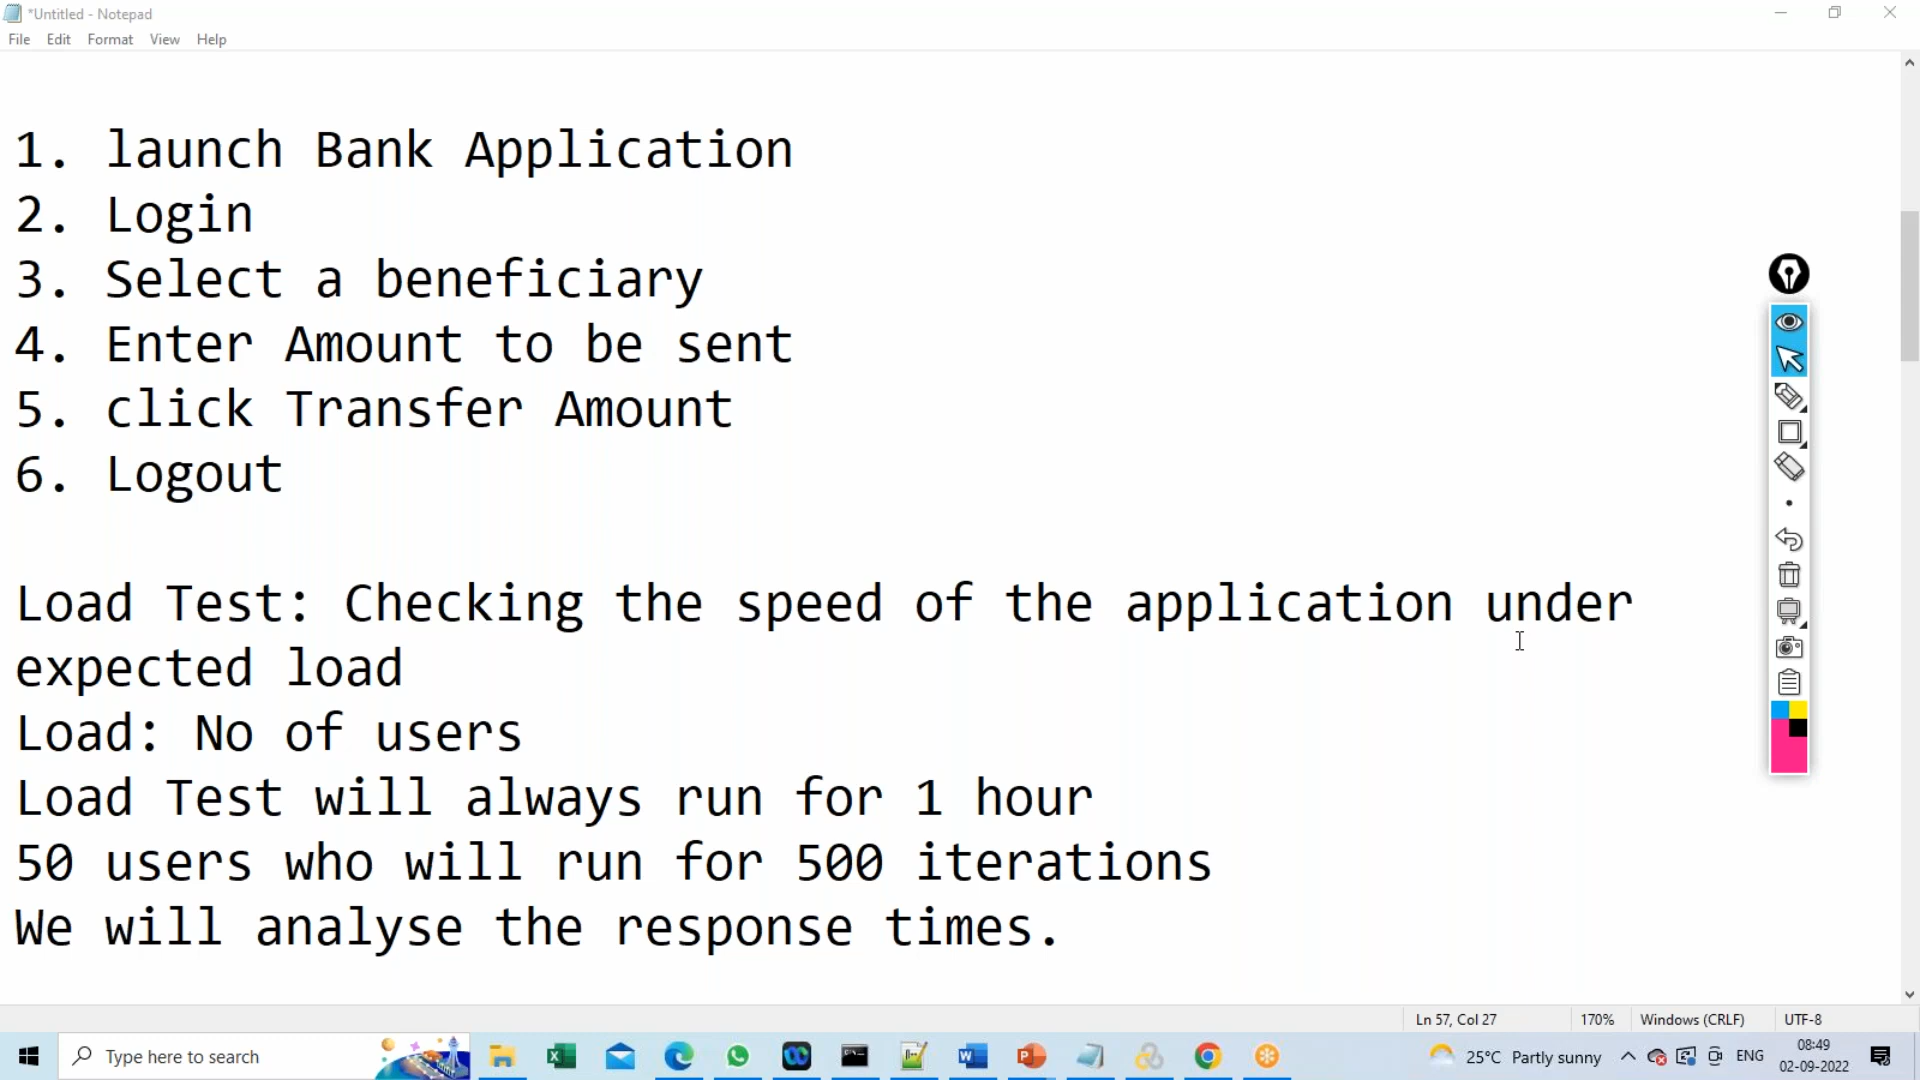 *Untitled - Notepad
File Edit Format View Help
1. launch Bank Application
2. Login
3. Select a beneficiary
4. Enter Amount to be sent
5. click Transfer Amount
6. Logout
Load Test: Checking the speed of the application under
expected load
Load: No of users
Load Test will always run for 1 hour
50 users who will run for 500 iterations
We will analyse the response times.
Ln 57, Col 27 170% Windows (CRLF) UTF-8
Type here to search 25°C Partly sunny ENG 08:49
02-09-2022